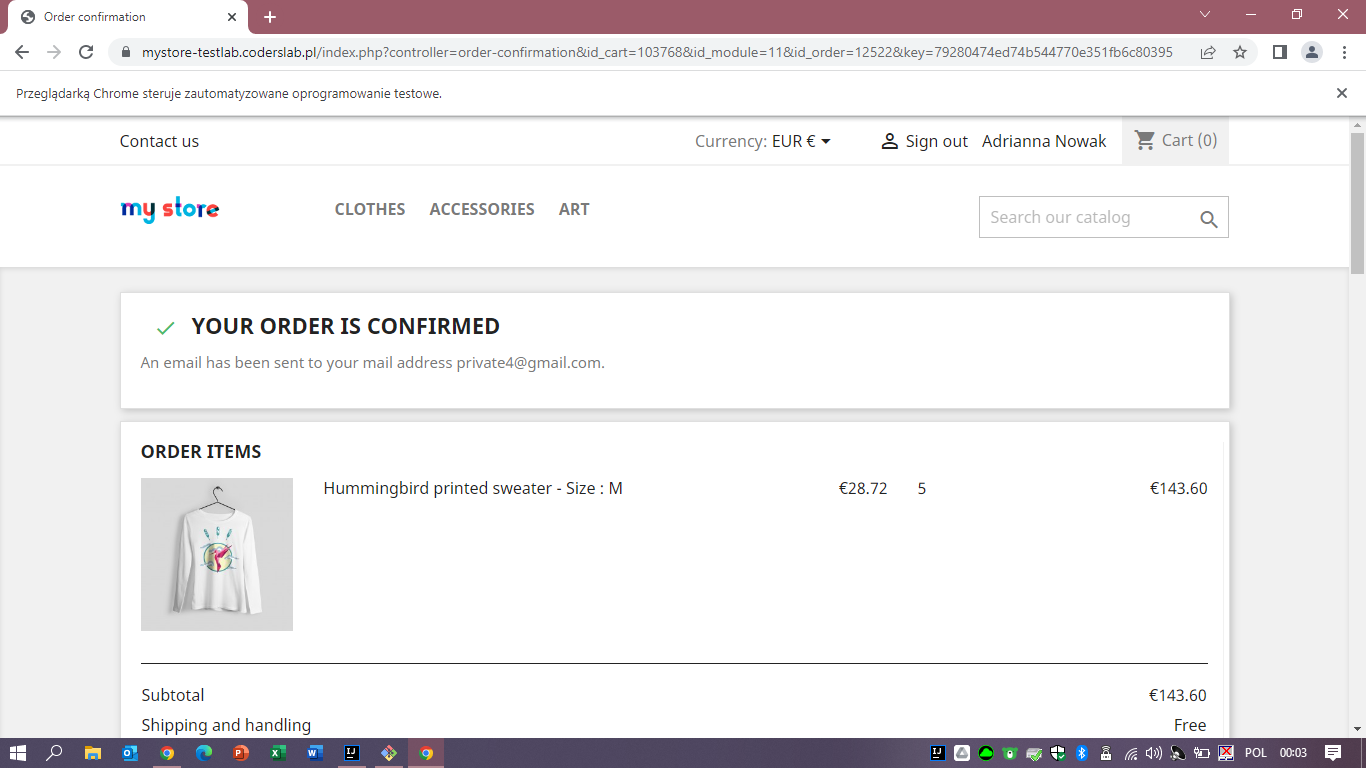 Order confirmation
mystore-testlab.coderslab.pl/index.php?controller=order-confirmation&id_cart=103768&id_module=11&id_order=12522&key=79280474ed74b544770e351fb6c80395
Przeglądarką Chrome steruje zautomatyzowane oprogramowanie testowe.
Contact us
Currency: EUR €
Sign out
Adrianna Nowak
Cart (0)
my store
CLOTHES
ACCESSORIES
ART
Search our catalog
YOUR ORDER IS CONFIRMED
An email has been sent to your mail address private4@gmail.com.
ORDER ITEMS
Hummingbird printed sweater - Size : M
€28.72
5
€143.60
Subtotal
€143.60
Shipping and handling
Free
POL
00:03